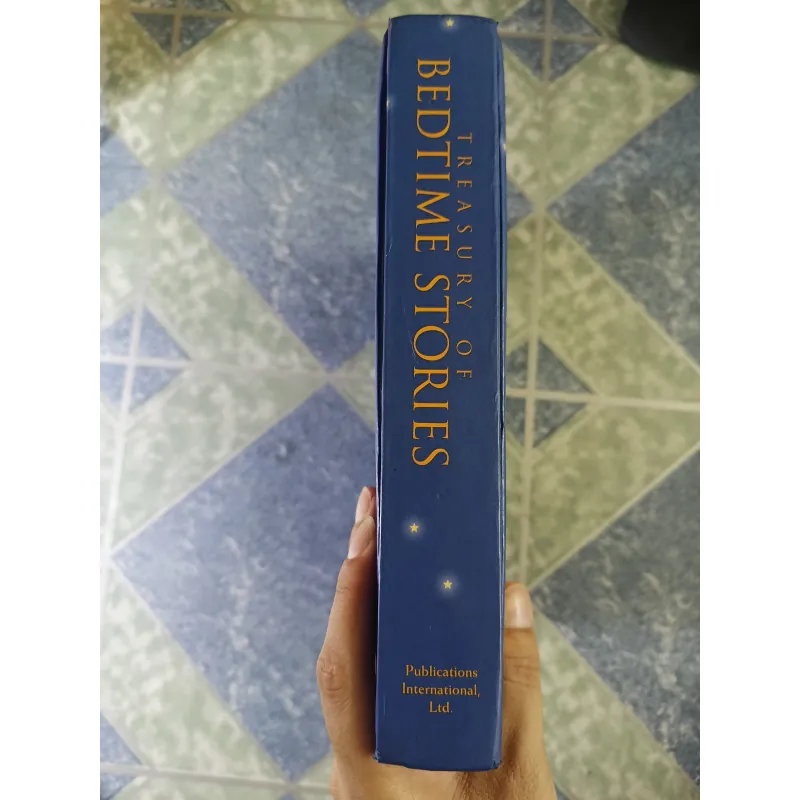 TREASURY OF
BEDTIME STORIES
Publications
International,
Ltd.